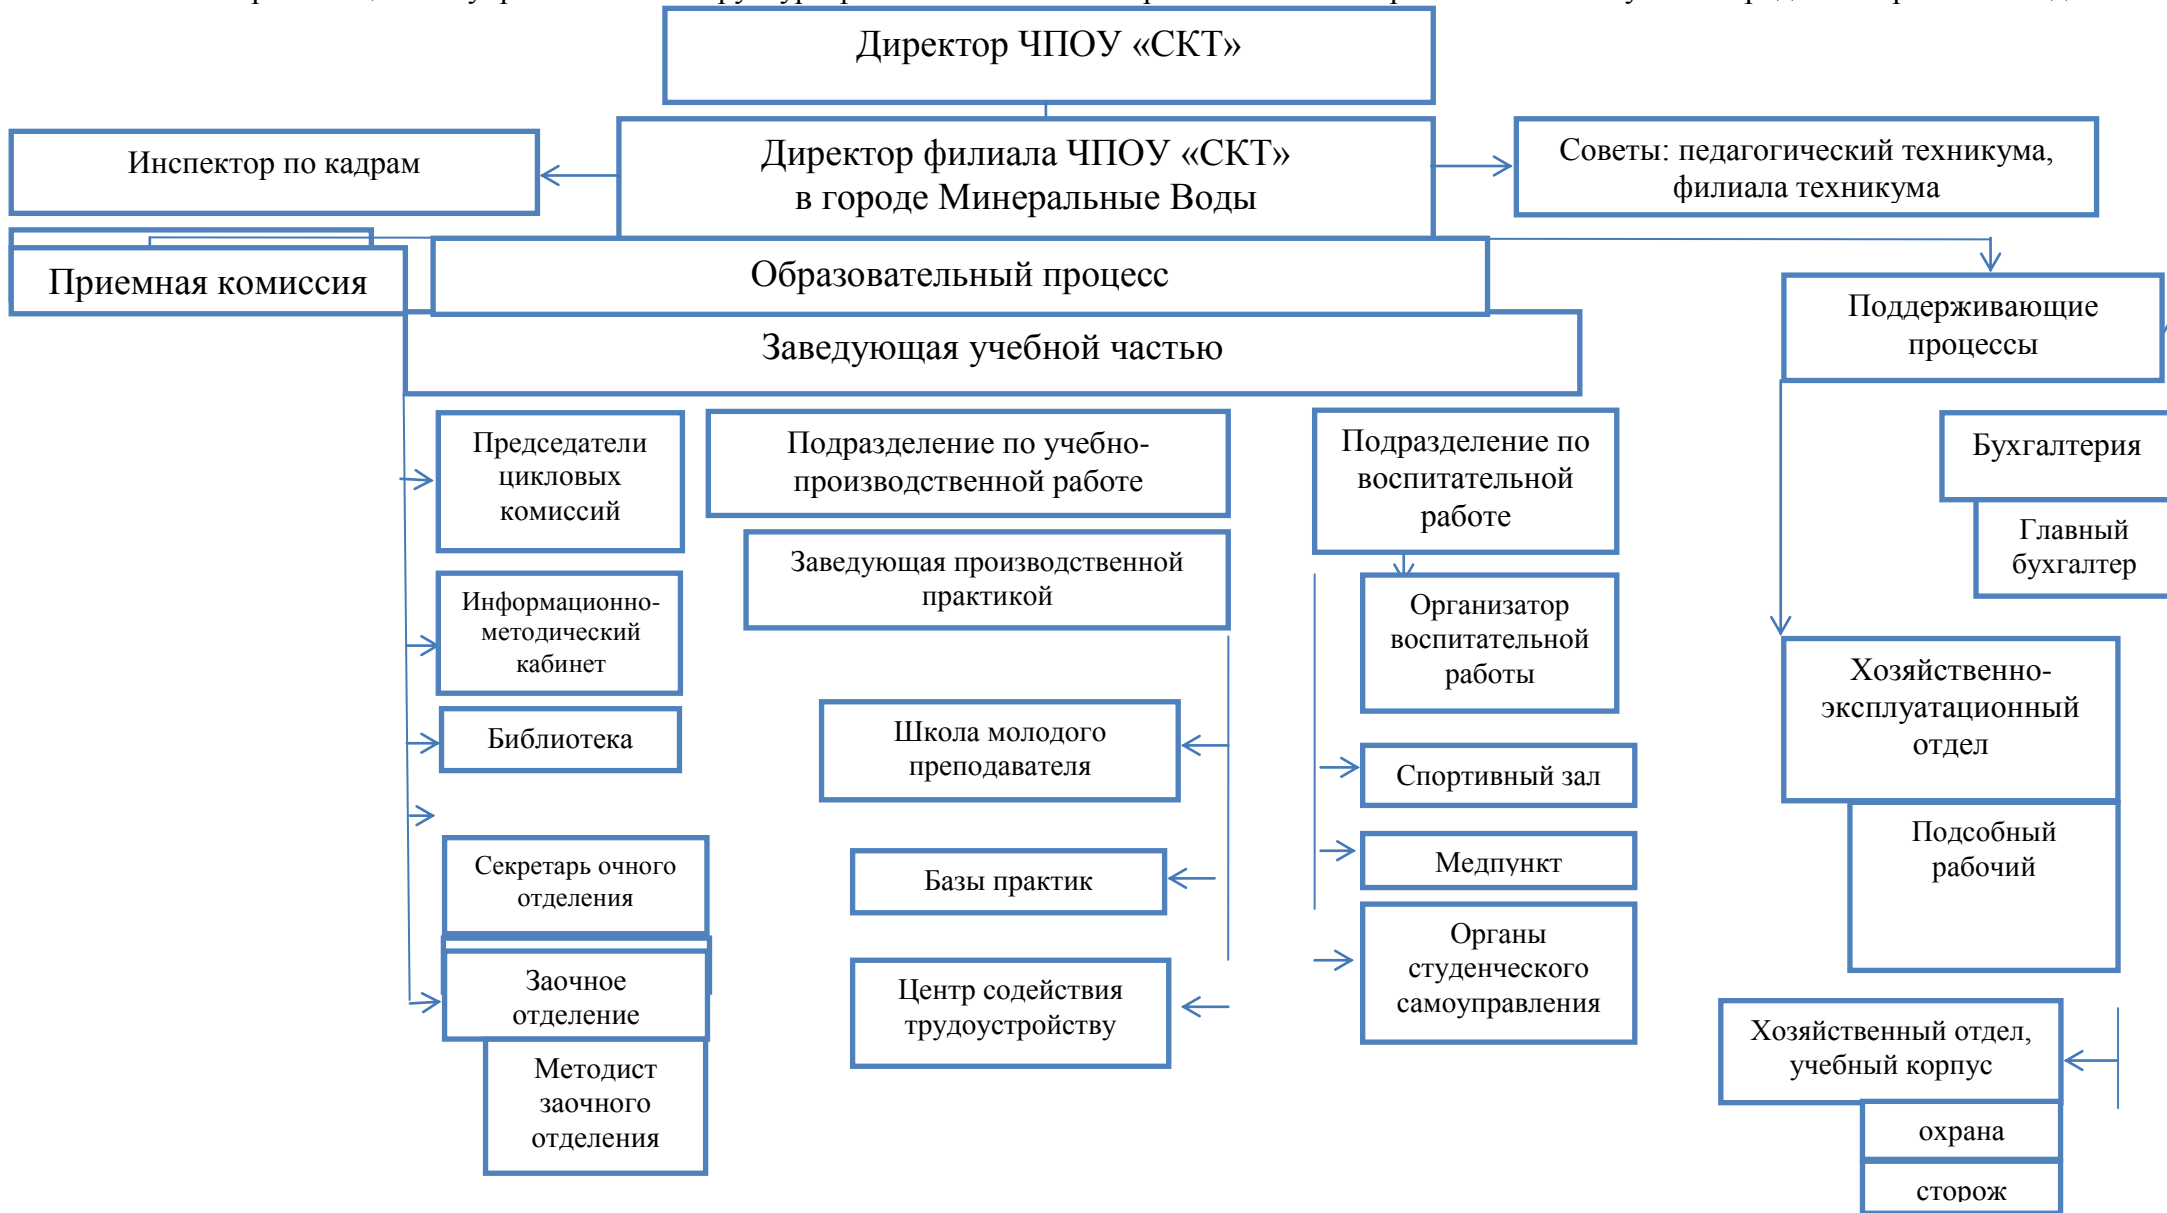 Директор ЧПОУ «СКТ»
Директор филиала ЧПОУ «СКТ»
в городе Минеральные Воды
Инспектор по кадрам
Советы: педагогический техникума,
филиала техникума
Приемная комиссия
Образовательный процесс
Заведующая учебной частью
Поддерживающие
процессы
Председатели
цикловых
комиссий
Информационно-
методический
кабинет
Библиотека
Секретарь очного
отделения
Заочное
отделение
Методист
заочного
отделения
Подразделение по учебно-
производственной работе
Заведующая производственной
практикой
Школа молодого
преподавателя
Базы практик
Центр содействия
трудоустройству
Подразделение по
воспитательной
работе
Организатор
воспитательной
работы
Спортивный зал
Медпункт
Органы
студенческого
самоуправления
Бухгалтерия
Главный
бухгалтер
Хозяйственно-
эксплуатационный
отдел
Подсобный
рабочий
Хозяйственный отдел,
учебный корпус
охрана
сторож